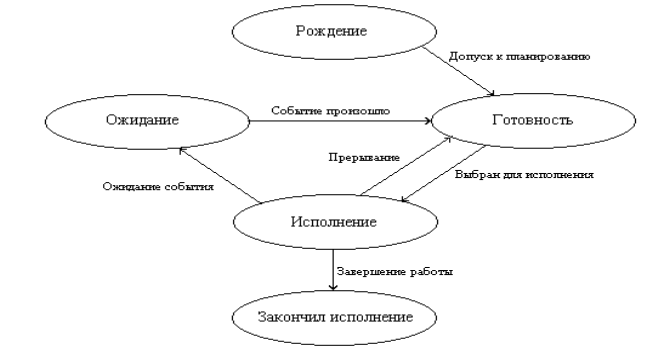 Рождение
Допуск к планированию
Ожидание
Событие произошло
Готовность
Прерывание
Выбран для исполнения
Ожидание события
Исполнение
Завершение работы
Закончил исполнение